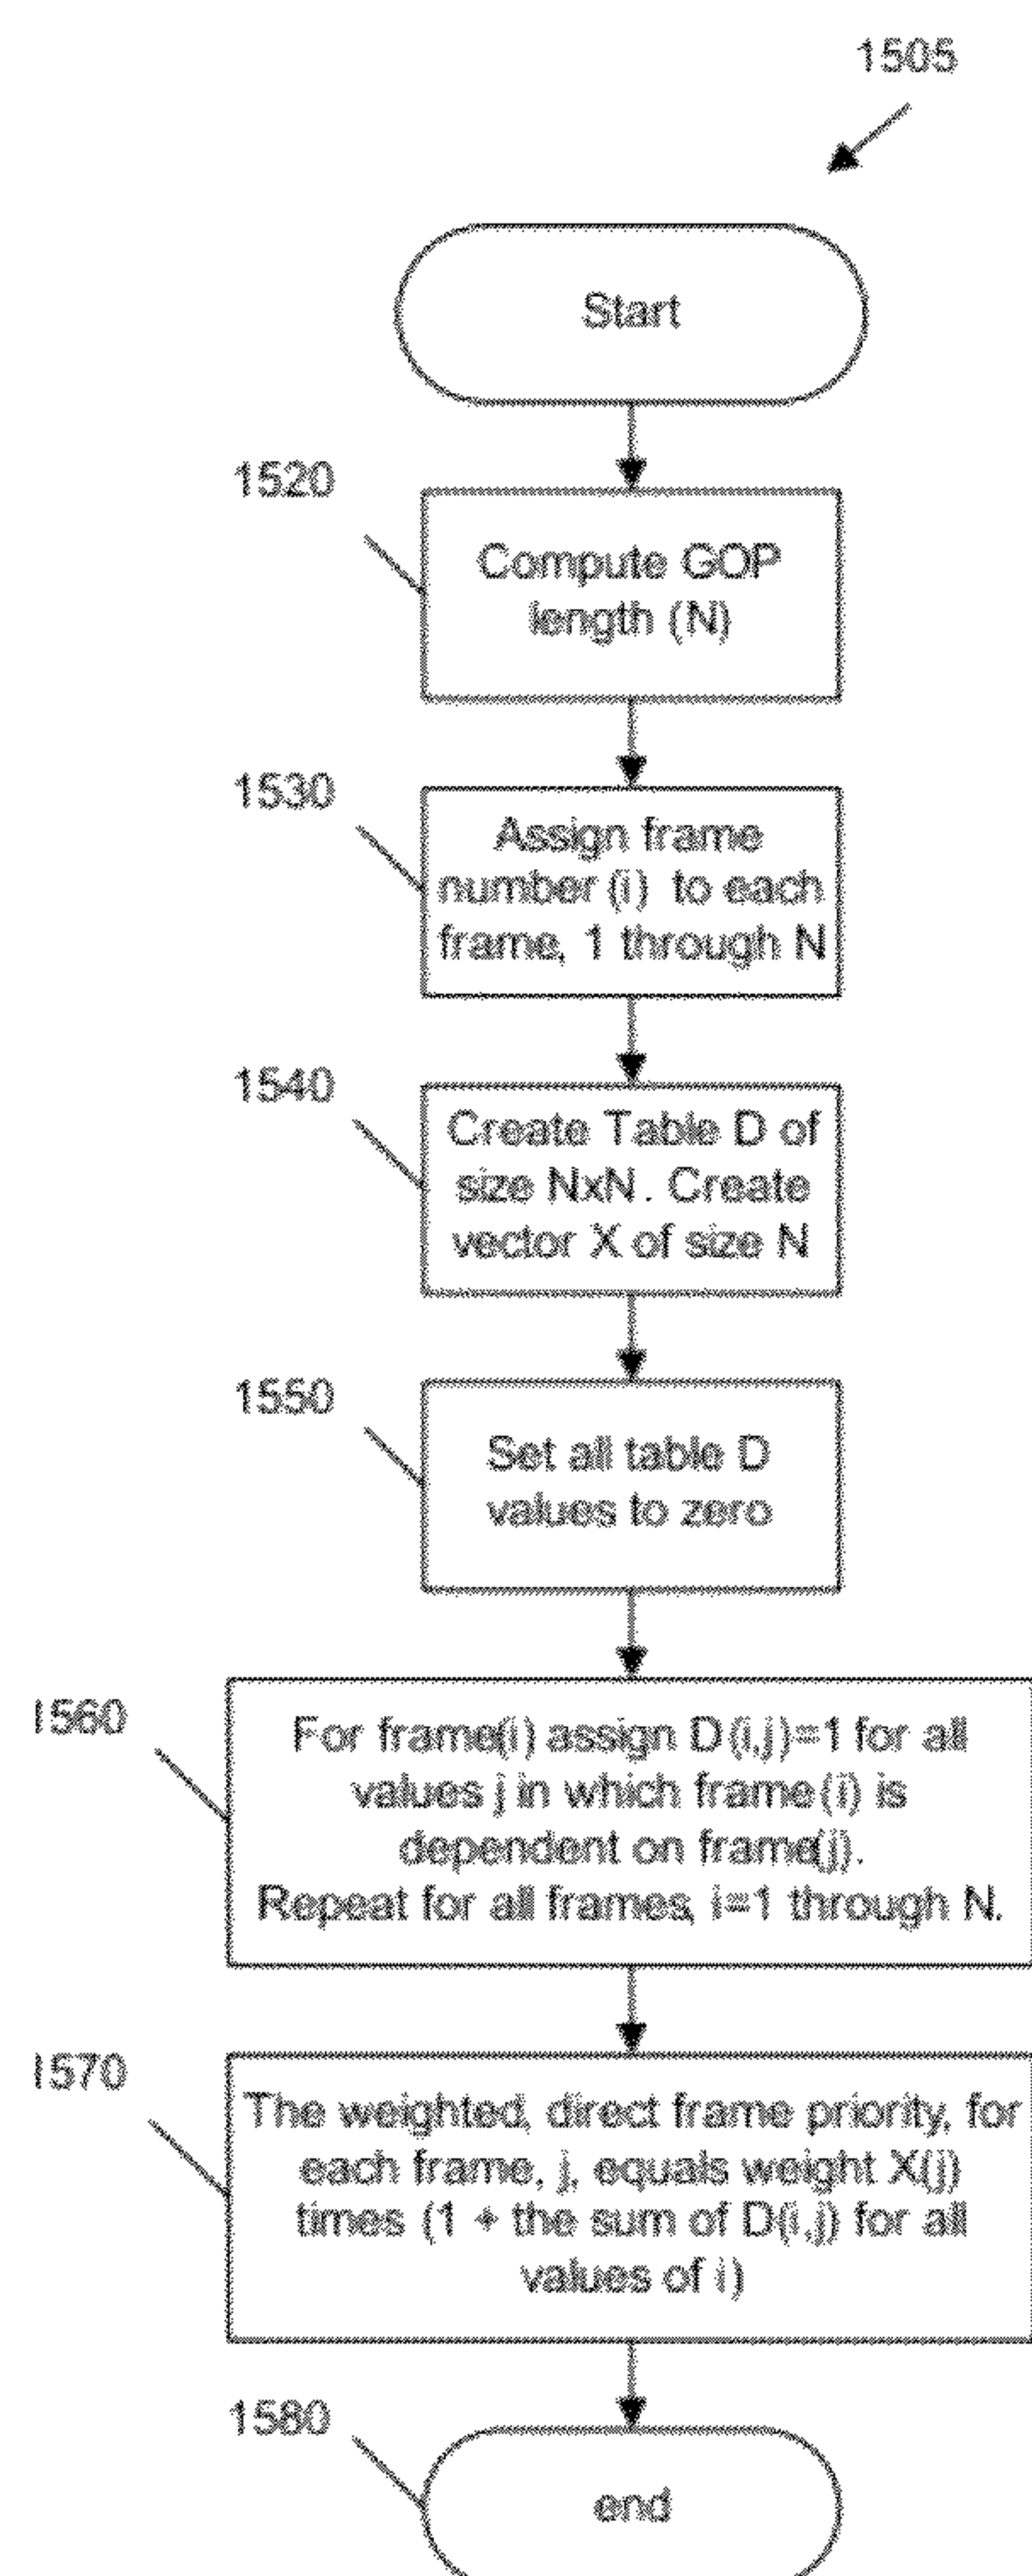 1505
Start
1520
Compute GOP
length (N)
1530
Assign frame
number (i) to each
frame, 1 through N
1540
Create Table D of
size NxN. Create
vector X of size N
1550
Set all table D
values to zero
1560
For frame(i) assign D(i,j)=1 for all
values j in which frame(i) is
dependent on frame(j).
Repeat for all frames, i=1 through N.
1570
The weighted, direct frame priority, for
each frame, j, equals weight X(j)
times (1 + the sum of D(i,j) for all
values of i)
1580
end